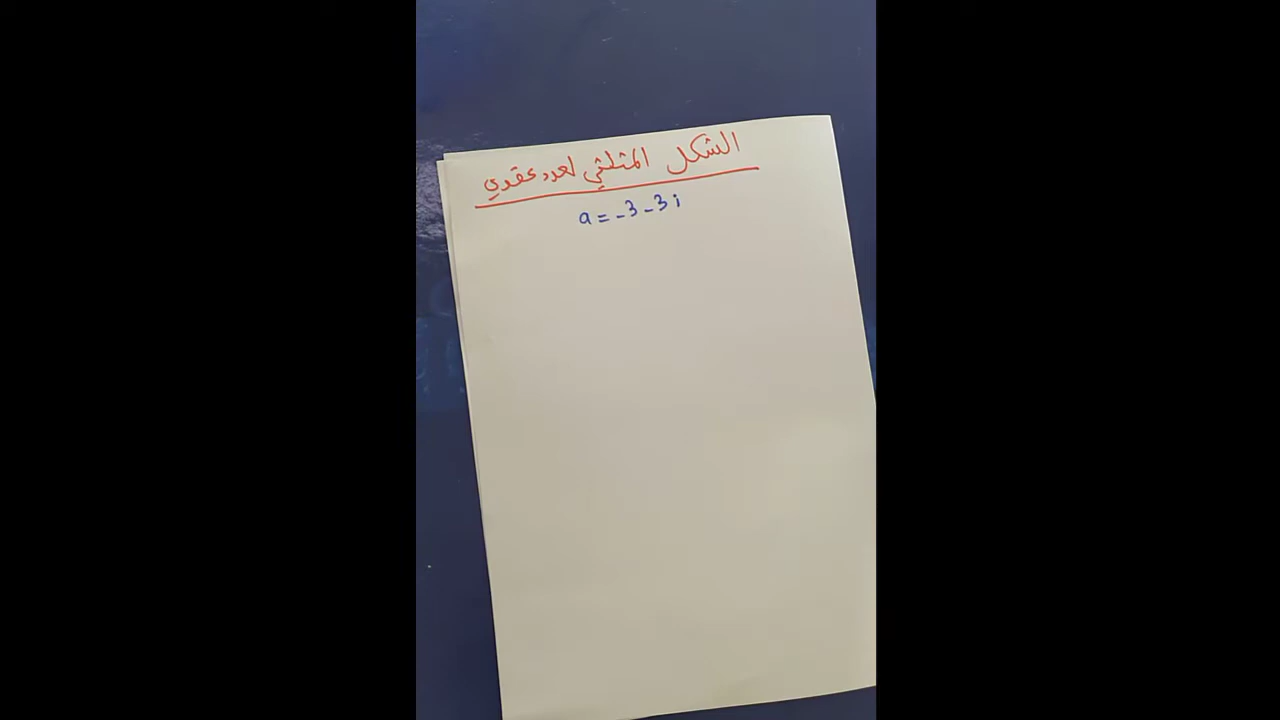 الشكل المثلثي لعدد عقدي
a = -3 - 3i